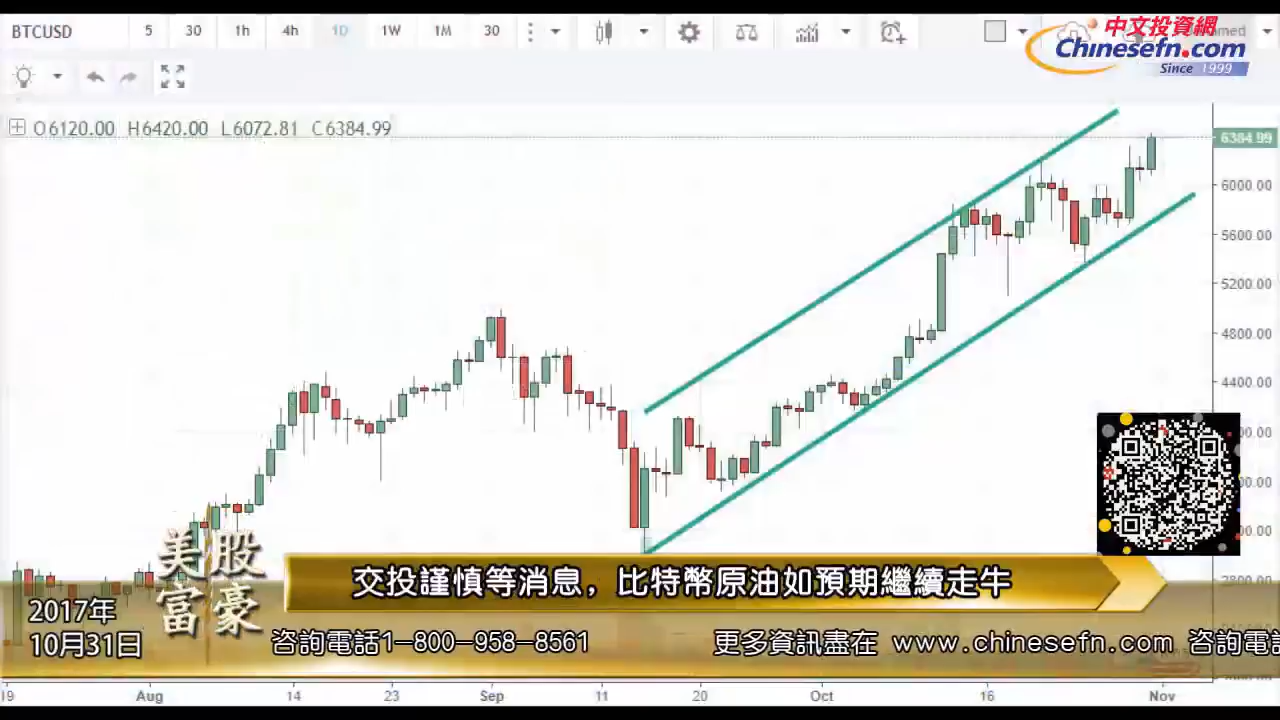 BTCUSD 5 30 1h 4h 1D 1W 1M 30
中文投資網
Chinesefn.com
Since 1999
O6120.00 H6420.00 L6072.81 C6384.99
6384.99
6000.00
5600.00
5200.00
4800.00
4400.00
美股
富豪
交投謹慎等消息，比特幣原油如預期繼續走牛
2017年
10月31日
咨詢電話1-800-958-8561 更多資訊盡在 www.chinesefn.com 咨詢電話
19 Aug 14 23 Sep 11 20 Oct 16 Nov